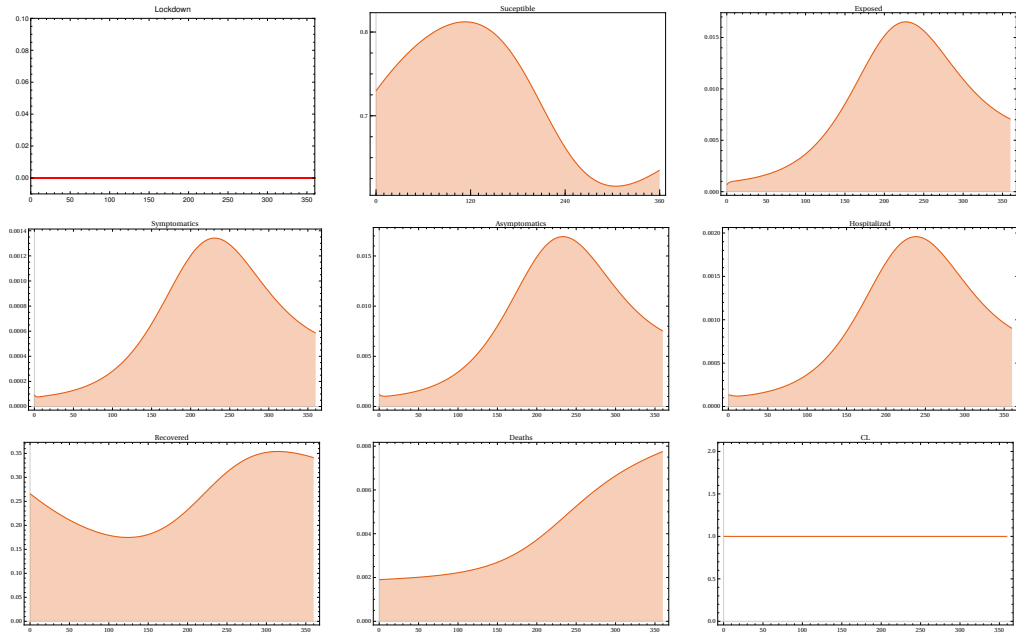 Lockdown
0.10
0.08
0.06
0.04
0.02
0.00
0 50 100 150 200 250 300 350
Suceptible
0.8
0.7
0 120 240 360
Exposed
0.015
0.010
0.005
0.000
0 50 100 150 200 250 300 350
Symptomatics
0.0014
0.0012
0.0010
0.0008
0.0006
0.0004
0.0002
0.0000
0 50 100 150 200 250 300 350
Asymptomatics
0.015
0.010
0.005
0.000
0 50 100 150 200 250 300 350
Hospitalized
0.0020
0.0015
0.0010
0.0005
0.0000
0 50 100 150 200 250 300 350
Recovered
0.35
0.30
0.25
0.20
0.15
0.10
0.05
0.00
0 50 100 150 200 250 300 350
Deaths
0.008
0.006
0.004
0.002
0.000
0 50 100 150 200 250 300 350
CL
2.0
1.5
1.0
0.5
0.0
0 50 100 150 200 250 300 350